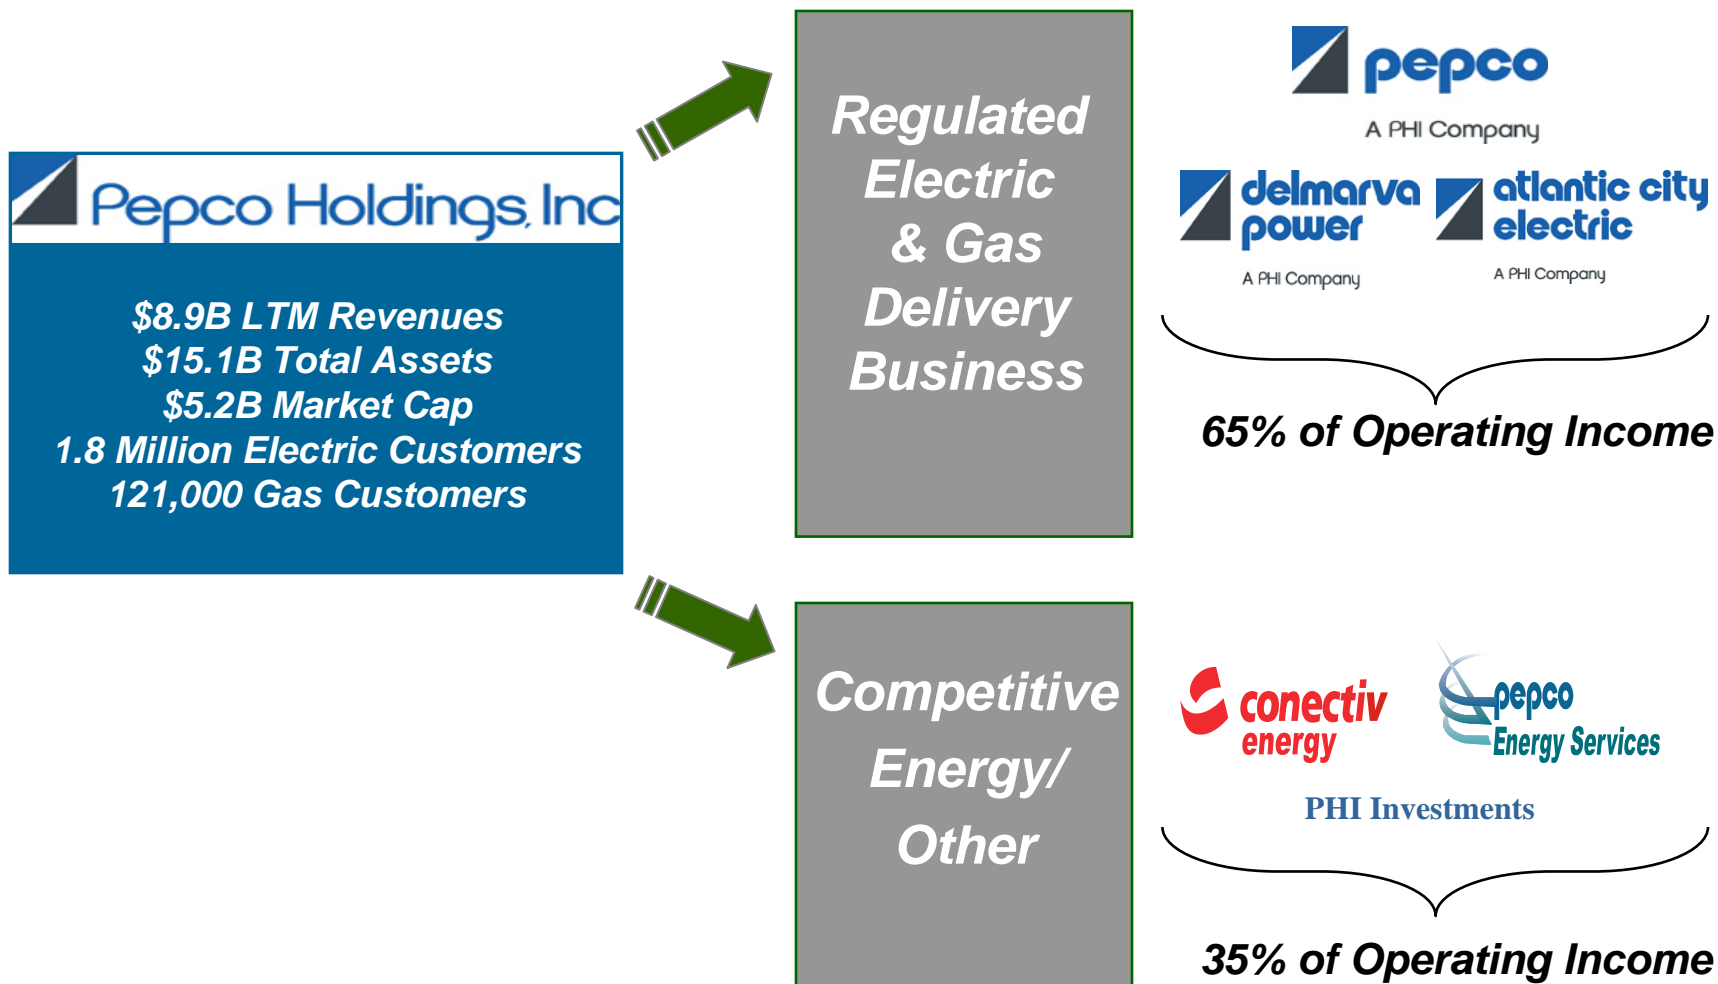 Pepco Holdings, Inc
$8.9B LTM Revenues
$15.1B Total Assets
$5.2B Market Cap
1.8 Million Electric Customers
121,000 Gas Customers
Regulated
Electric
& Gas
Delivery
Business
pepco
A PHI Company
delmarva
power
A PHI Company
atlantic city
electric
A PHI Company
65% of Operating Income
Competitive
Energy/
Other
conectiv
energy
pepco
Energy Services
PHI Investments
35% of Operating Income